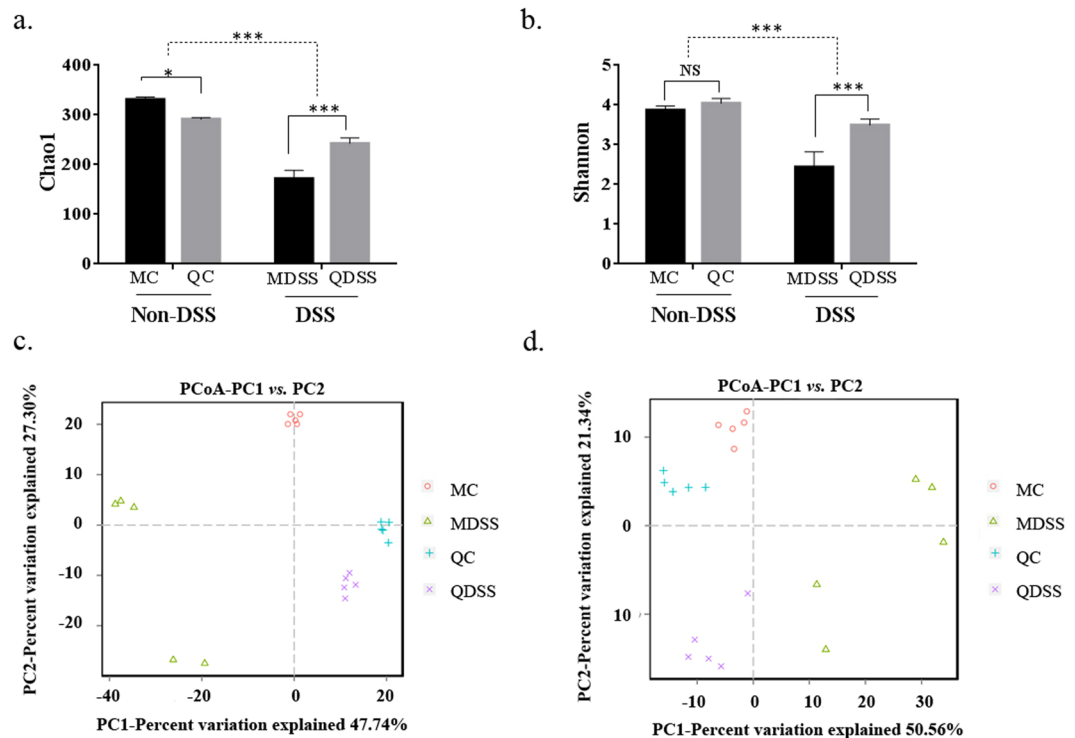 a.
***
400
*
300
***
200
100
0
Chao1
MC
QC
MDSS
QDSS
Non-DSS
DSS
b.
***
5
NS
4
***
3
2
1
0
Shannon
MC
QC
MDSS
QDSS
Non-DSS
DSS
c.
PCoA-PC1 vs. PC2
PC2-Percent variation explained 27.30%
20
10
0
-10
-20
-40
-20
0
20
PC1-Percent variation explained 47.74%
MC
MDSS
QC
QDSS
d.
PCoA-PC1 vs. PC2
PC2-Percent variation explained 21.34%
10
0
10
-10
0
10
20
30
PC1-Percent variation explained 50.56%
MC
MDSS
QC
QDSS